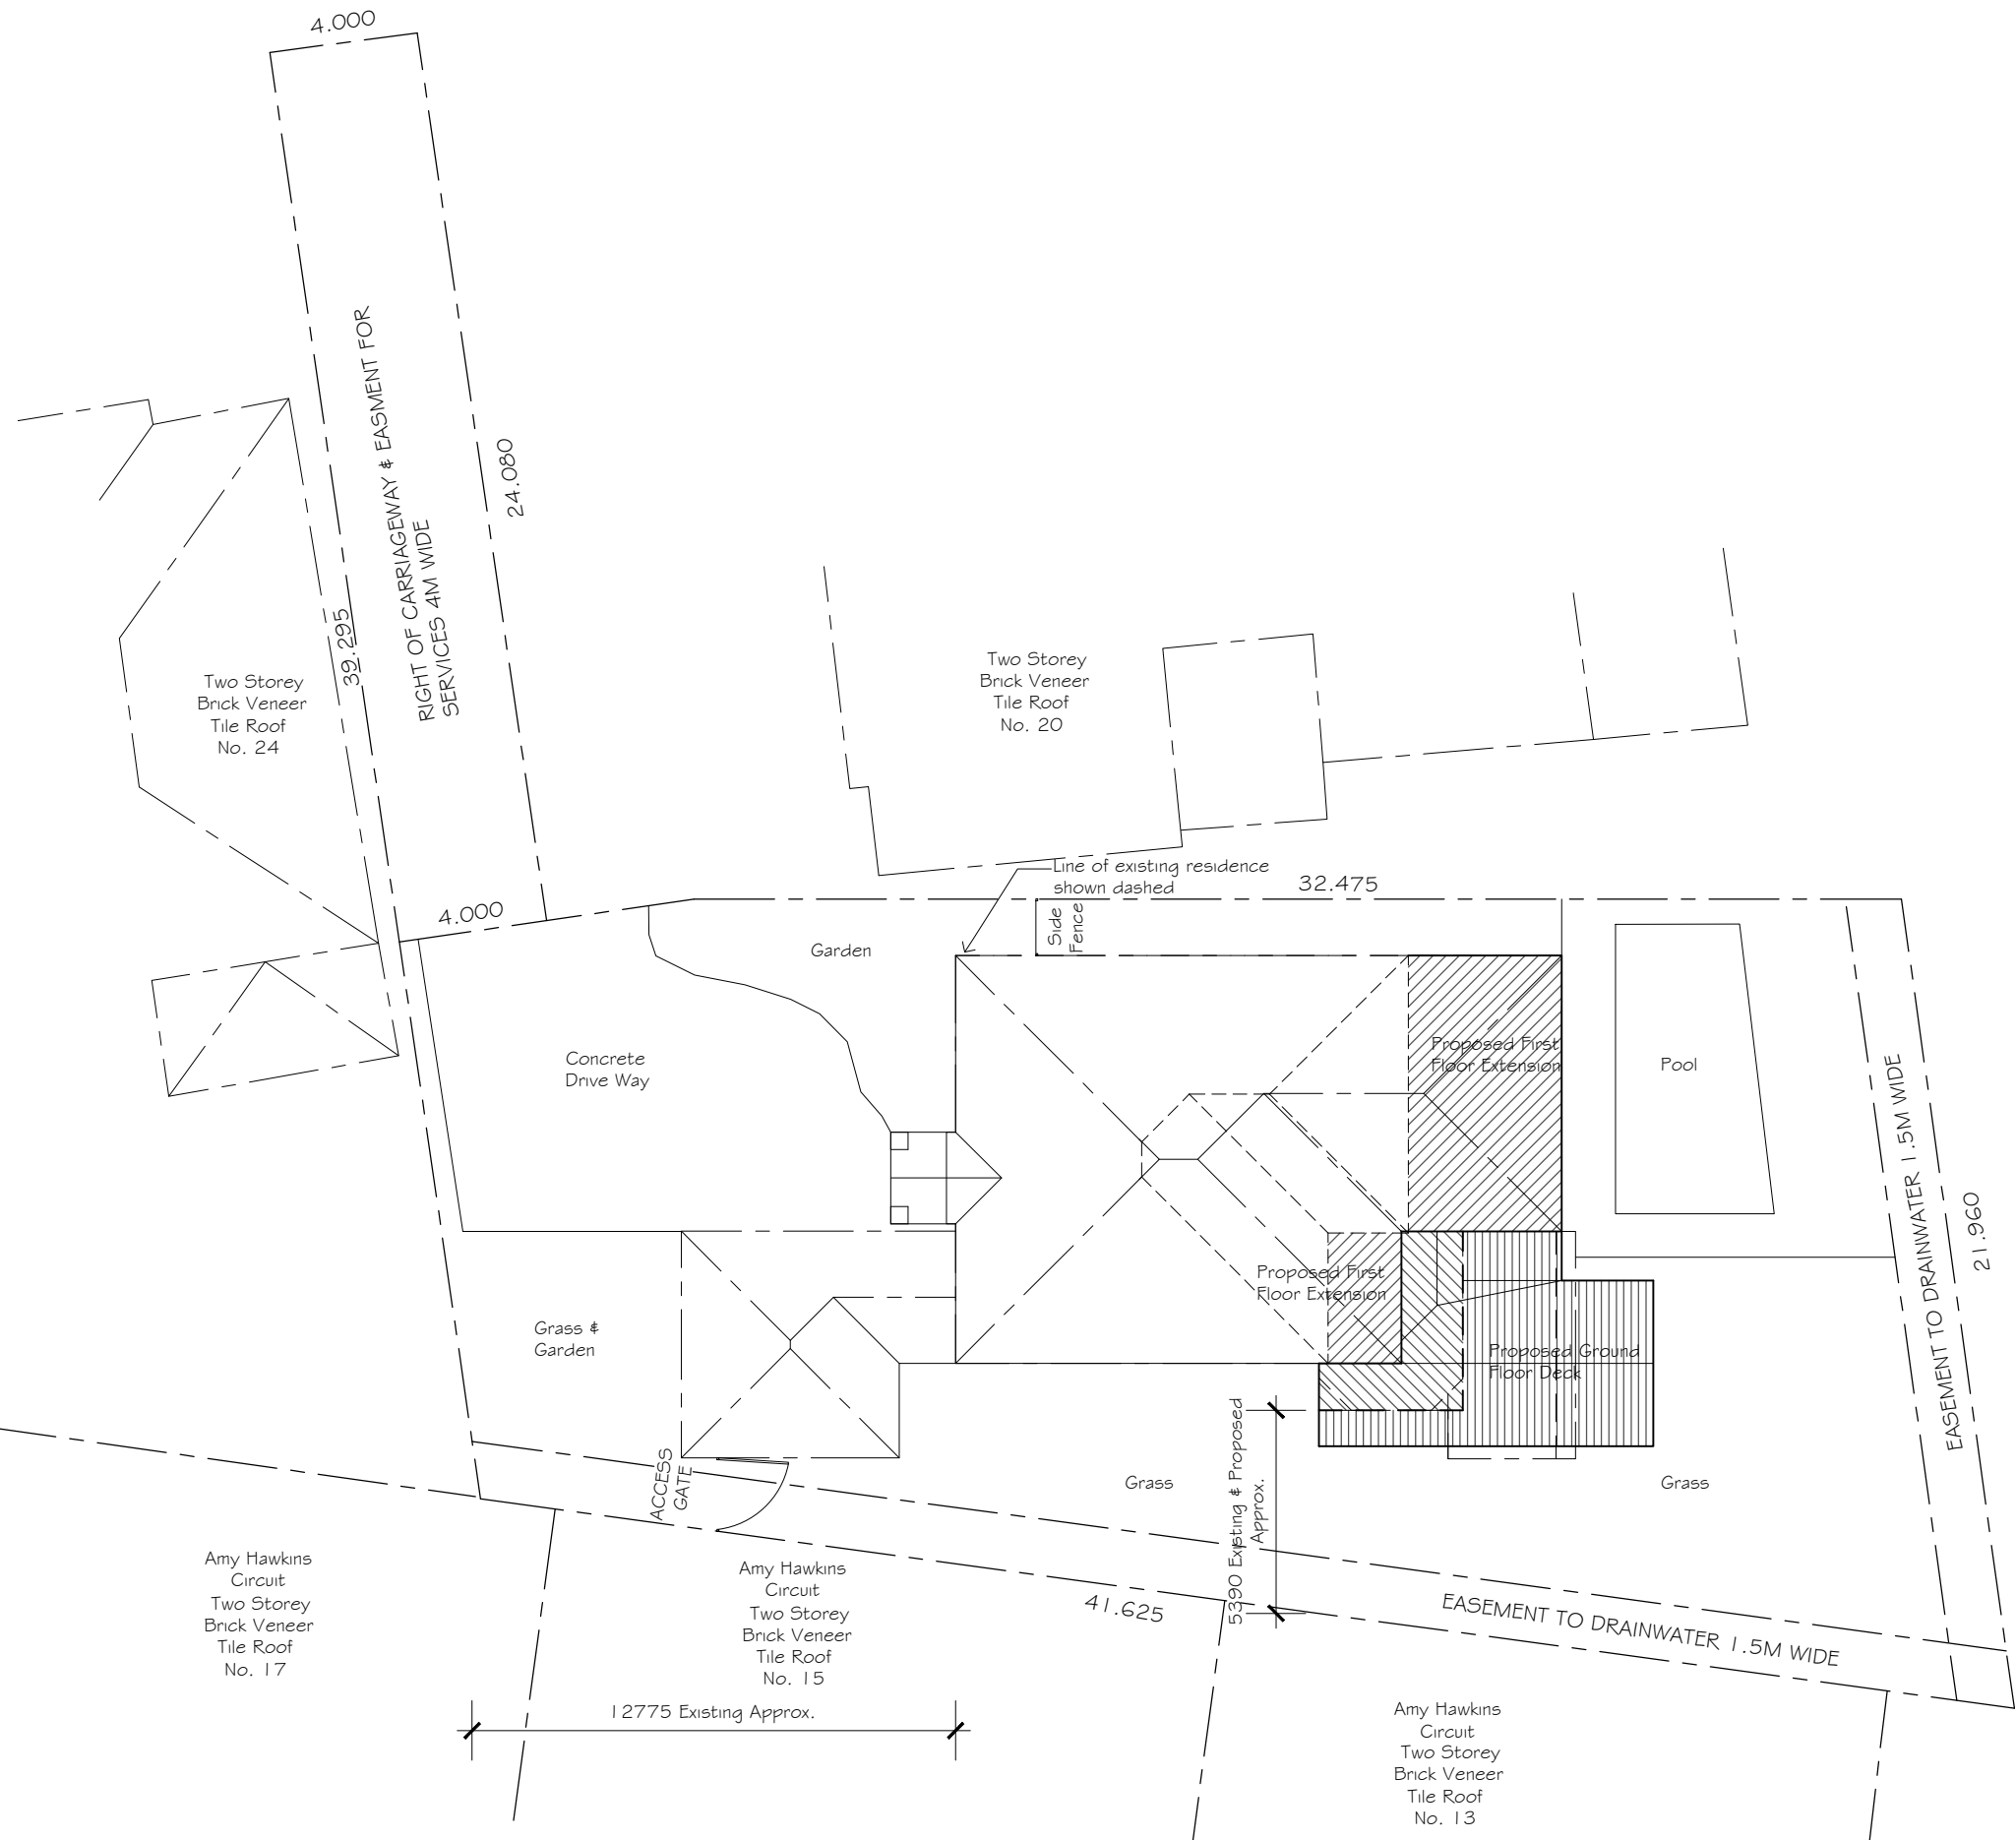 4.000
RIGHT OF CARRIAGEWAY & EASMENT FOR
SERVICES 4M WIDE
24.080
39.295
Two Storey
Brick Veneer
Tile Roof
No. 24
Two Storey
Brick Veneer
Tile Roof
No. 20
Line of existing residence
shown dashed
32.475
4.000
Side
Fence
Garden
Concrete
Drive Way
Proposed First
Floor Extension
Pool
EASEMENT TO DRAINWATER 1.5M WIDE
21.960
Proposed First
Floor Extension
Grass &
Garden
Proposed Ground
Floor Deck
ACCESS
GATE
Grass
5390 Existing & Proposed
Approx.
Grass
Amy Hawkins
Circuit
Two Storey
Brick Veneer
Tile Roof
No. 17
Amy Hawkins
Circuit
Two Storey
Brick Veneer
Tile Roof
No. 15
41.625
EASEMENT TO DRAINWATER 1.5M WIDE
12775 Existing Approx.
Amy Hawkins
Circuit
Two Storey
Brick Veneer
Tile Roof
No. 13